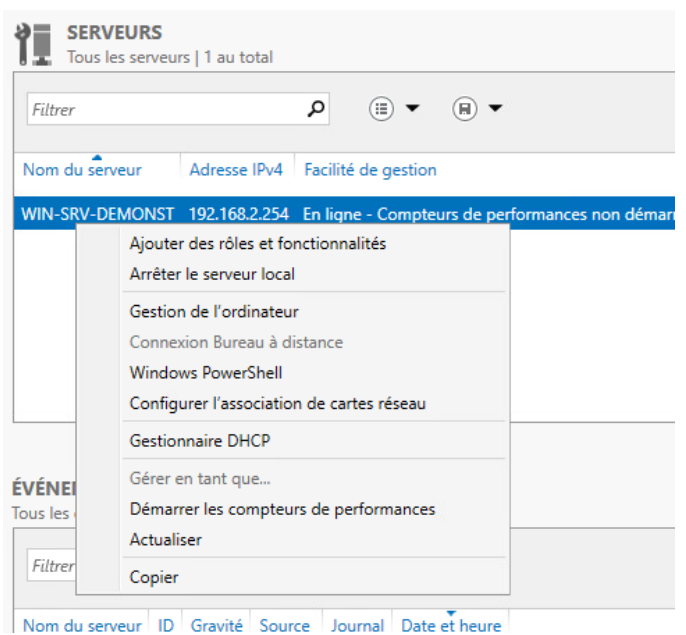 SERVEURS
Tous les serveurs | 1 au total
Filtrer
Nom du serveur Adresse IPv4 Facilité de gestion
WIN-SRV-DEMONST 192.168.2.254 En ligne - Compteurs de performances non démarr
Ajouter des rôles et fonctionnalités
Arrêter le serveur local
Gestion de l'ordinateur
Connexion Bureau à distance
Windows PowerShell
Configurer l'association de cartes réseau
Gestionnaire DHCP
Gérer en tant que...
Démarrer les compteurs de performances
Actualiser
Copier
ÉVÉNE
Tous les
Filtrer
Nom du serveur ID Gravité Source Journal Date et heure